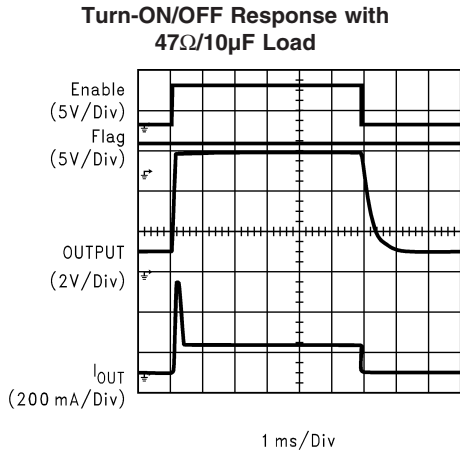 Turn-ON/OFF Response with
47Ω/10µF Load
Enable
(5V/Div)
Flag
(5V/Div)
OUTPUT
(2V/Div)
IOUT
(200 mA/Div)
1 ms/Div